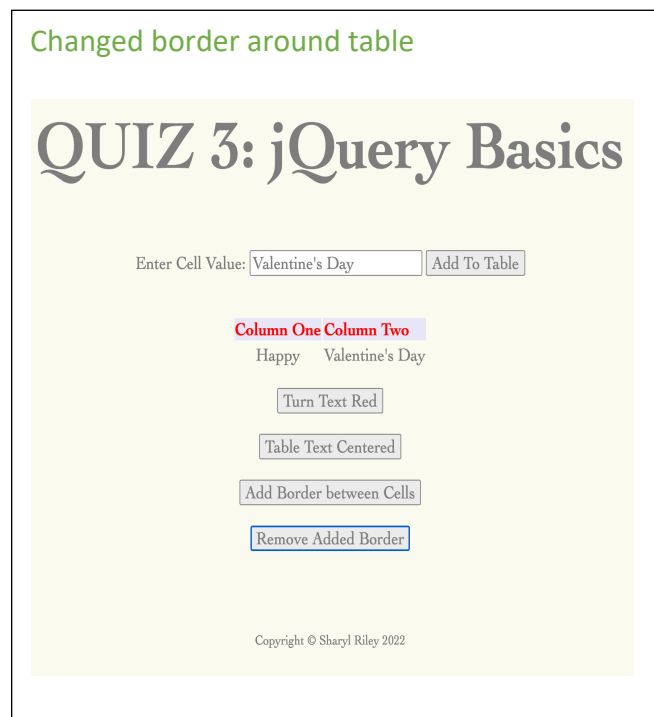 Changed border around table
QUIZ 3: jQuery Basics
Enter Cell Value: Valentine's Day Add To Table
Column One Column Two
Happy Valentine's Day
Turn Text Red
Table Text Centered
Add Border between Cells
Remove Added Border
Copyright © Sharyl Riley 2022